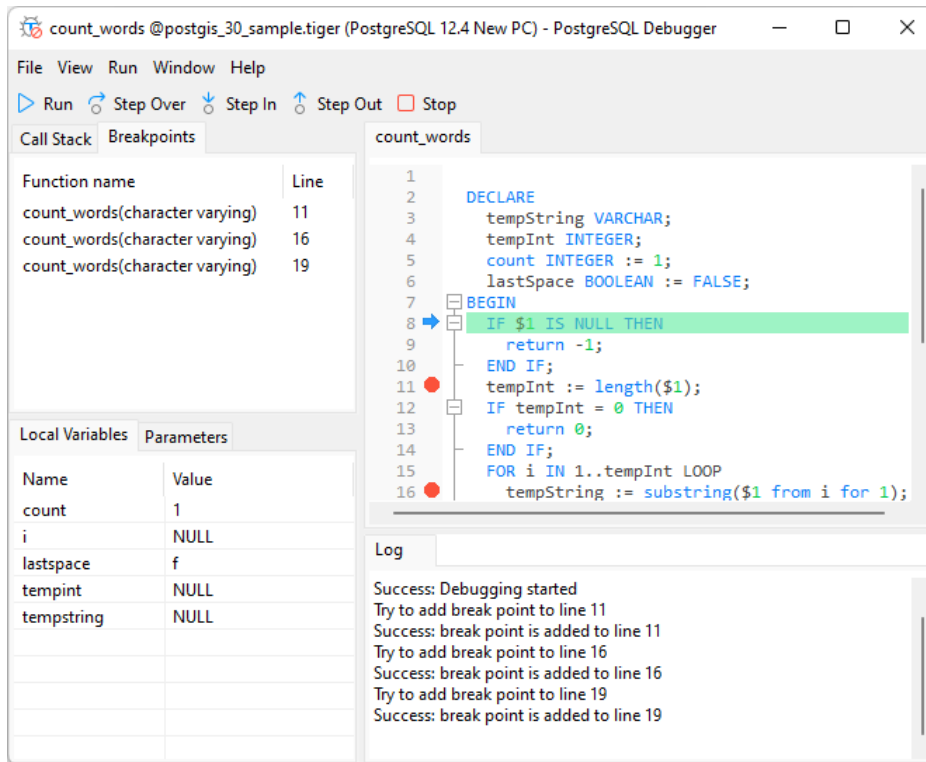 count_words @postgis_30_sample.tiger (PostgreSQL 12.4 New PC) - PostgreSQL Debugger
File View Run Window Help
Run Step Over Step In Step Out Stop
Call Stack Breakpoints
Function name Line
count_words(character varying) 11
count_words(character varying) 16
count_words(character varying) 19
count_words
1
2 DECLARE
3 tempString VARCHAR;
4 tempInt INTEGER;
5 count INTEGER := 1;
6 lastSpace BOOLEAN := FALSE;
7 BEGIN
8 IF $1 IS NULL THEN
9 return -1;
10 END IF;
11 tempInt := length($1);
12 IF tempInt = 0 THEN
13 return 0;
14 END IF;
15 FOR i IN 1..tempInt LOOP
16 tempString := substring($1 from i for 1);
Local Variables Parameters
Name Value
count 1
i NULL
lastspace f
tempint NULL
tempstring NULL
Log
Success: Debugging started
Try to add break point to line 11
Success: break point is added to line 11
Try to add break point to line 16
Success: break point is added to line 16
Try to add break point to line 19
Success: break point is added to line 19